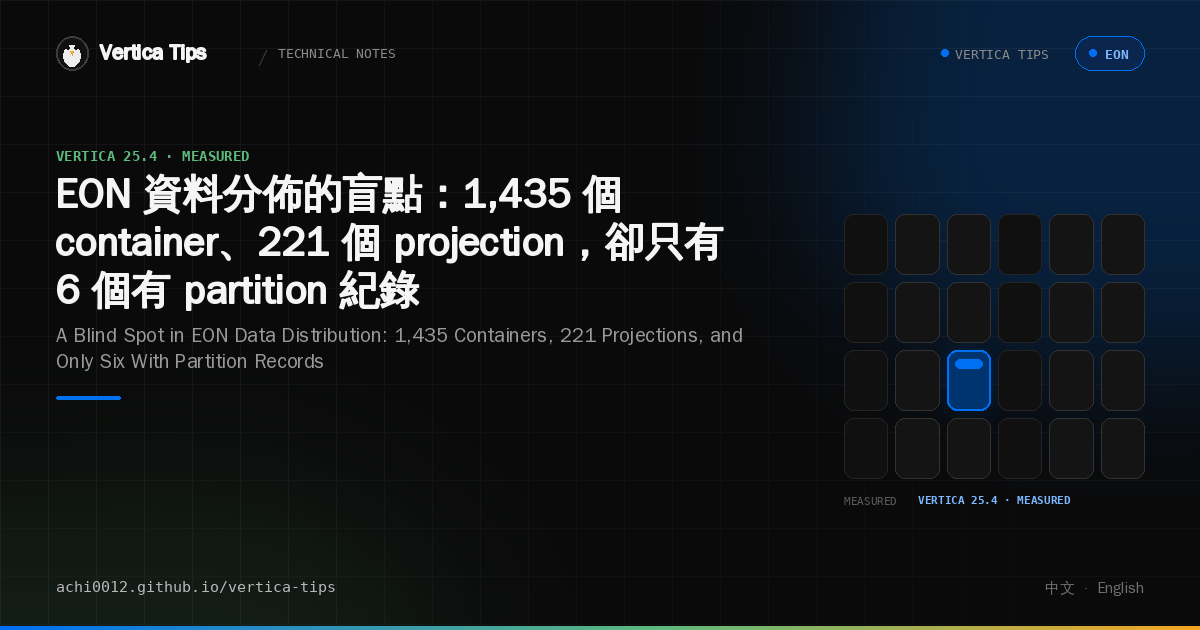 Vertica Tips / TECHNICAL NOTES
VERTICA TIPS
EON
VERTICA 25.4 · MEASURED
EON 資料分佈的盲點：1,435 個
container、221 個 projection，卻只有
6 個有 partition 紀錄
A Blind Spot in EON Data Distribution: 1,435 Containers, 221 Projections, and
Only Six With Partition Records
MEASURED VERTICA 25.4 · MEASURED
achi0012.github.io/vertica-tips
中文 · English